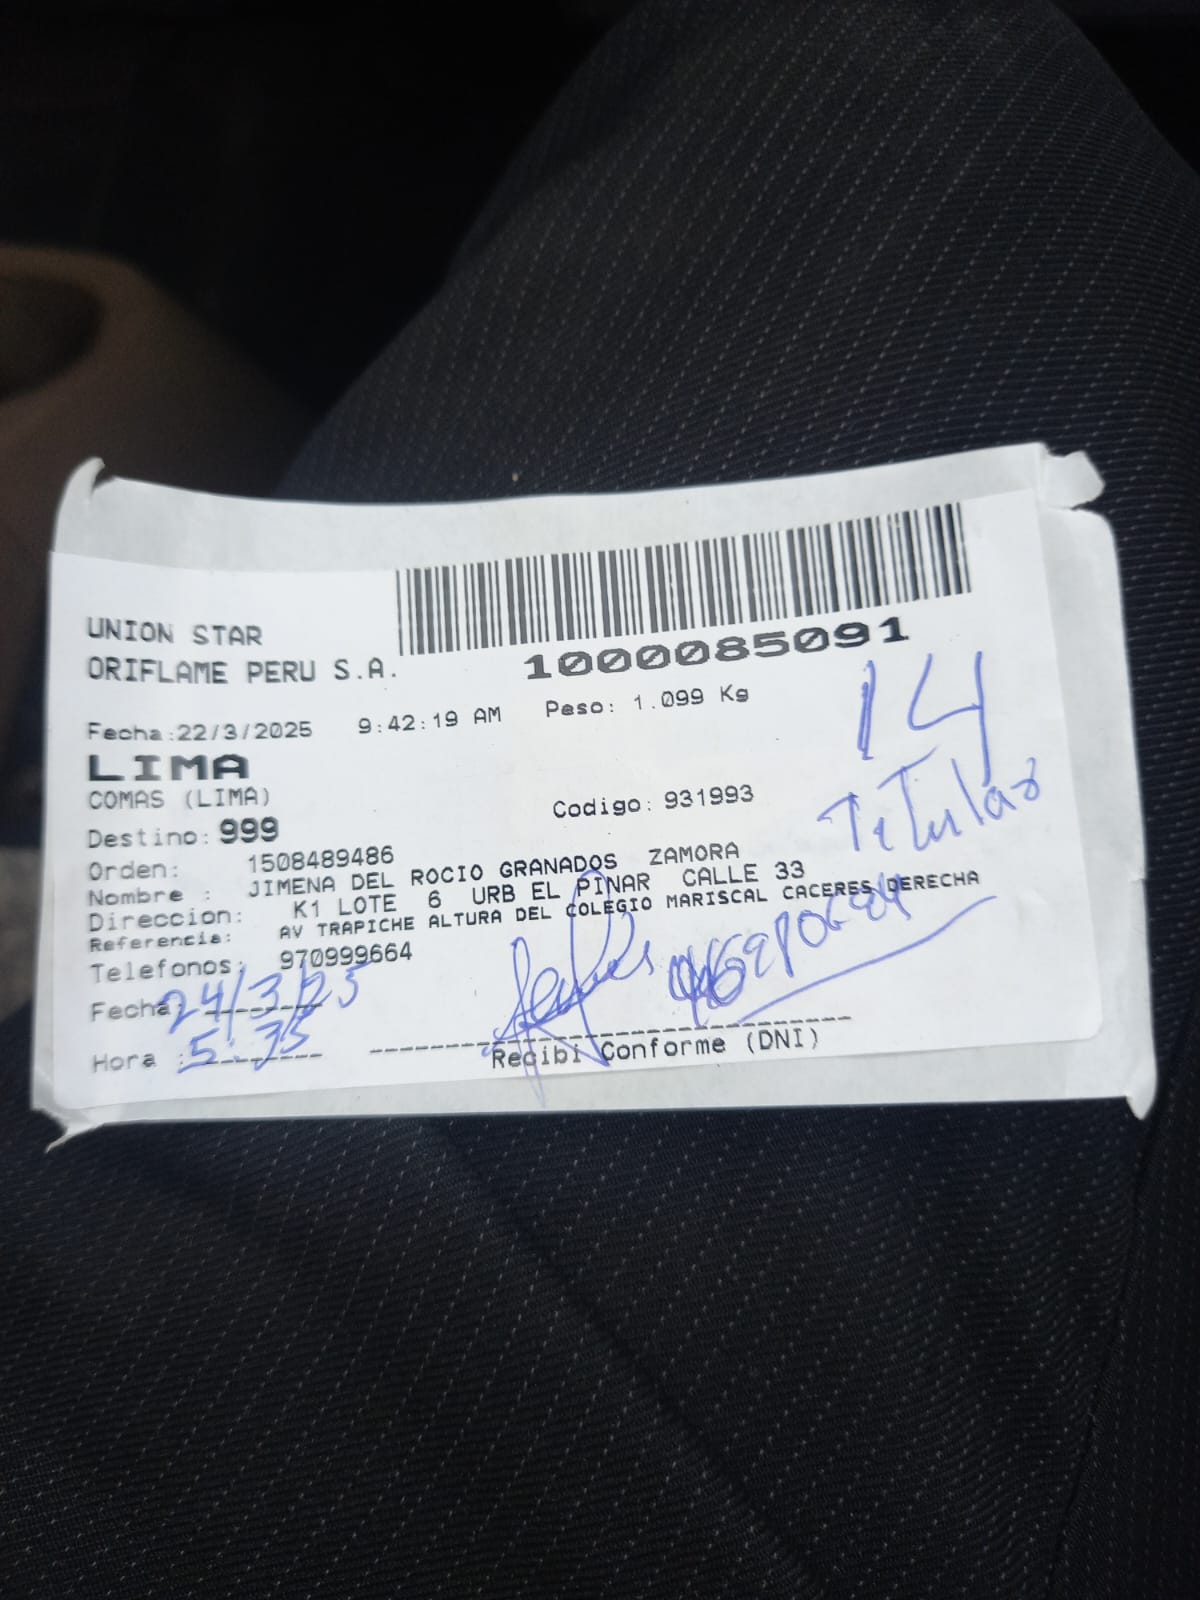 UNION STAR
ORIFLAME PERU S.A.
1000085091
Fecha:22/3/2025 9:42:19 AM Peso: 1.099 Kg
14
LIMA
COMAS (LIMA)
Codigo: 931993
Titular
Destino: 999
Orden: 1508489486
Nombre : JIMENA DEL ROCIO GRANADOS ZAMORA
Direccion: K1 LOTE 6 URB EL PINAR CALLE 33
Referencia: AV TRAPICHE ALTURA DEL COLEGIO MARISCAL CACERES DERECHA
Telefonos: 970999664
Fecha: 24/3/25
Hora :5:35
Recibi Conforme (DNI)